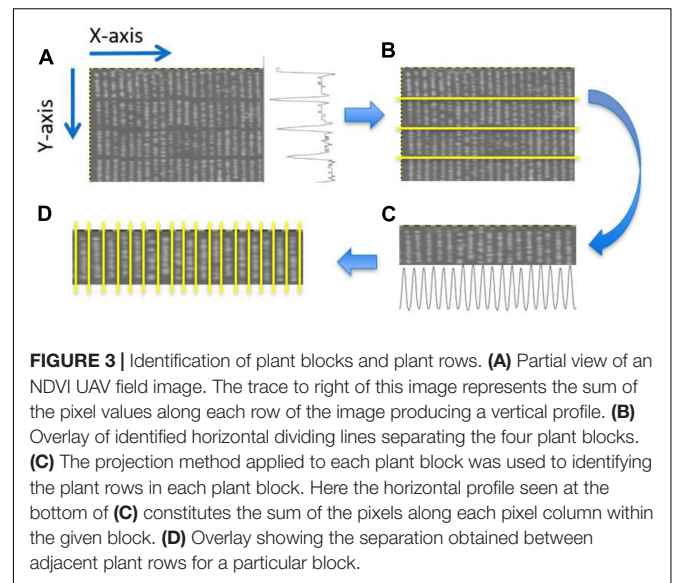 X-axis
A
B
Y-axis
D
C
FIGURE 3 | Identification of plant blocks and plant rows. (A) Partial view of an
NDVI UAV field image. The trace to right of this image represents the sum of
the pixel values along each row of the image producing a vertical profile. (B)
Overlay of identified horizontal dividing lines separating the four plant blocks.
(C) The projection method applied to each plant block was used to identifying
the plant rows in each plant block. Here the horizontal profile seen at the
bottom of (C) constitutes the sum of the pixels along each pixel column within
the given block. (D) Overlay showing the separation obtained between
adjacent plant rows for a particular block.